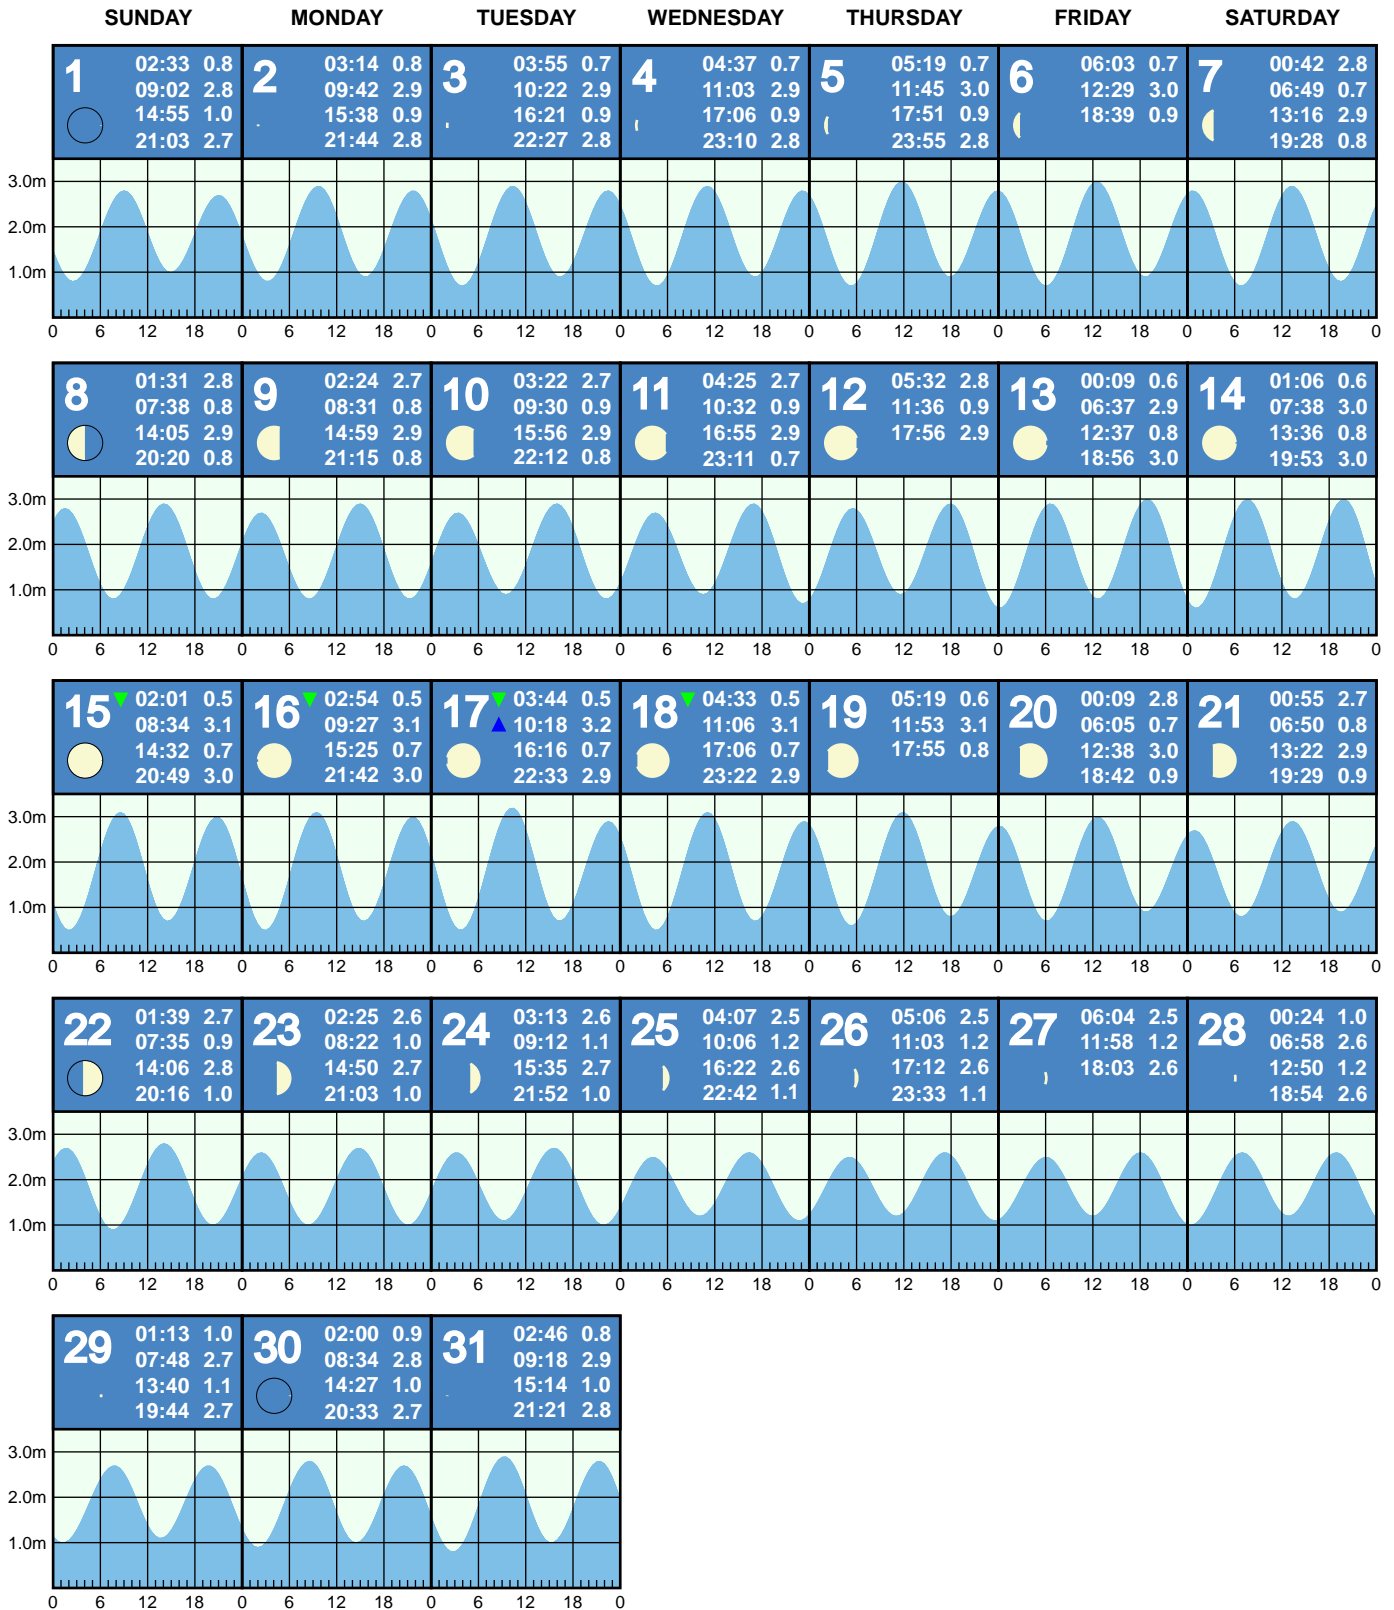 SUNDAY MONDAY TUESDAY WEDNESDAY THURSDAY FRIDAY SATURDAY
1 02:33 0.8
09:02 2.8
14:55 1.0
21:03 2.7
2 03:14 0.8
09:42 2.9
15:38 0.9
21:44 2.8
3 03:55 0.7
10:22 2.9
16:21 0.9
22:27 2.8
4 04:37 0.7
11:03 2.9
17:06 0.9
23:10 2.8
5 05:19 0.7
11:45 3.0
17:51 0.9
23:55 2.8
6 06:03 0.7
12:29 3.0
18:39 0.9
7 00:42 2.8
06:49 0.7
13:16 2.9
19:28 0.8
3.0m
2.0m
1.0m
0 6 12 18 0 6 12 18 0 6 12 18 0 6 12 18 0 6 12 18 0 6 12 18 0 6 12 18 0
8 01:31 2.8
07:38 0.8
14:05 2.9
20:20 0.8
9 02:24 2.7
08:31 0.8
14:59 2.9
21:15 0.8
10 03:22 2.7
09:30 0.9
15:56 2.9
22:12 0.8
11 04:25 2.7
10:32 0.9
16:55 2.9
23:11 0.7
12 05:32 2.8
11:36 0.9
17:56 2.9
13 00:09 0.6
06:37 2.9
12:37 0.8
18:56 3.0
14 01:06 0.6
07:38 3.0
13:36 0.8
19:53 3.0
3.0m
2.0m
1.0m
0 6 12 18 0 6 12 18 0 6 12 18 0 6 12 18 0 6 12 18 0 6 12 18 0 6 12 18 0
15 02:01 0.5
08:34 3.1
14:32 0.7
20:49 3.0
16 02:54 0.5
09:27 3.1
15:25 0.7
21:42 3.0
17 03:44 0.5
10:18 3.2
16:16 0.7
22:33 2.9
18 04:33 0.5
11:06 3.1
17:06 0.7
23:22 2.9
19 05:19 0.6
11:53 3.1
17:55 0.8
20 00:09 2.8
06:05 0.7
12:38 3.0
18:42 0.9
21 00:55 2.7
06:50 0.8
13:22 2.9
19:29 0.9
3.0m
2.0m
1.0m
0 6 12 18 0 6 12 18 0 6 12 18 0 6 12 18 0 6 12 18 0 6 12 18 0 6 12 18 0
22 01:39 2.7
07:35 0.9
14:06 2.8
20:16 1.0
23 02:25 2.6
08:22 1.0
14:50 2.7
21:03 1.0
24 03:13 2.6
09:12 1.1
15:35 2.7
21:52 1.0
25 04:07 2.5
10:06 1.2
16:22 2.6
22:42 1.1
26 05:06 2.5
11:03 1.2
17:12 2.6
23:33 1.1
27 06:04 2.5
11:58 1.2
18:03 2.6
28 00:24 1.0
06:58 2.6
12:50 1.2
18:54 2.6
3.0m
2.0m
1.0m
0 6 12 18 0 6 12 18 0 6 12 18 0 6 12 18 0 6 12 18 0 6 12 18 0 6 12 18 0
29 01:13 1.0
07:48 2.7
13:40 1.1
19:44 2.7
30 02:00 0.9
08:34 2.8
14:27 1.0
20:33 2.7
31 02:46 0.8
09:18 2.9
15:14 1.0
21:21 2.8
3.0m
2.0m
1.0m
0 6 12 18 0 6 12 18 0 6 12 18 0